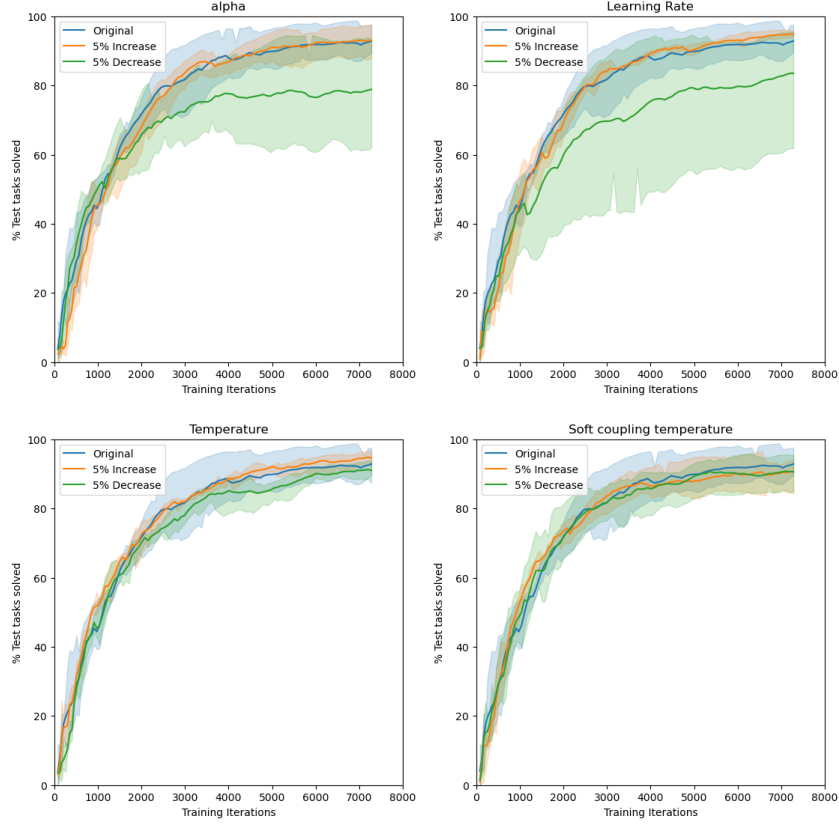 alpha
100
80
60
40
20
0
% Test tasks solved
Original
5% Increase
5% Decrease
0 1000 2000 3000 4000 5000 6000 7000 8000
Training Iterations
Learning Rate
100
80
60
40
20
0
% Test tasks solved
Original
5% Increase
5% Decrease
0 1000 2000 3000 4000 5000 6000 7000 8000
Training Iterations
Temperature
100
80
60
40
20
0
% Test tasks solved
Original
5% Increase
5% Decrease
0 1000 2000 3000 4000 5000 6000 7000 8000
Training Iterations
Soft coupling temperature
100
80
60
40
20
0
% Test tasks solved
Original
5% Increase
5% Decrease
0 1000 2000 3000 4000 5000 6000 7000 8000
Training Iterations